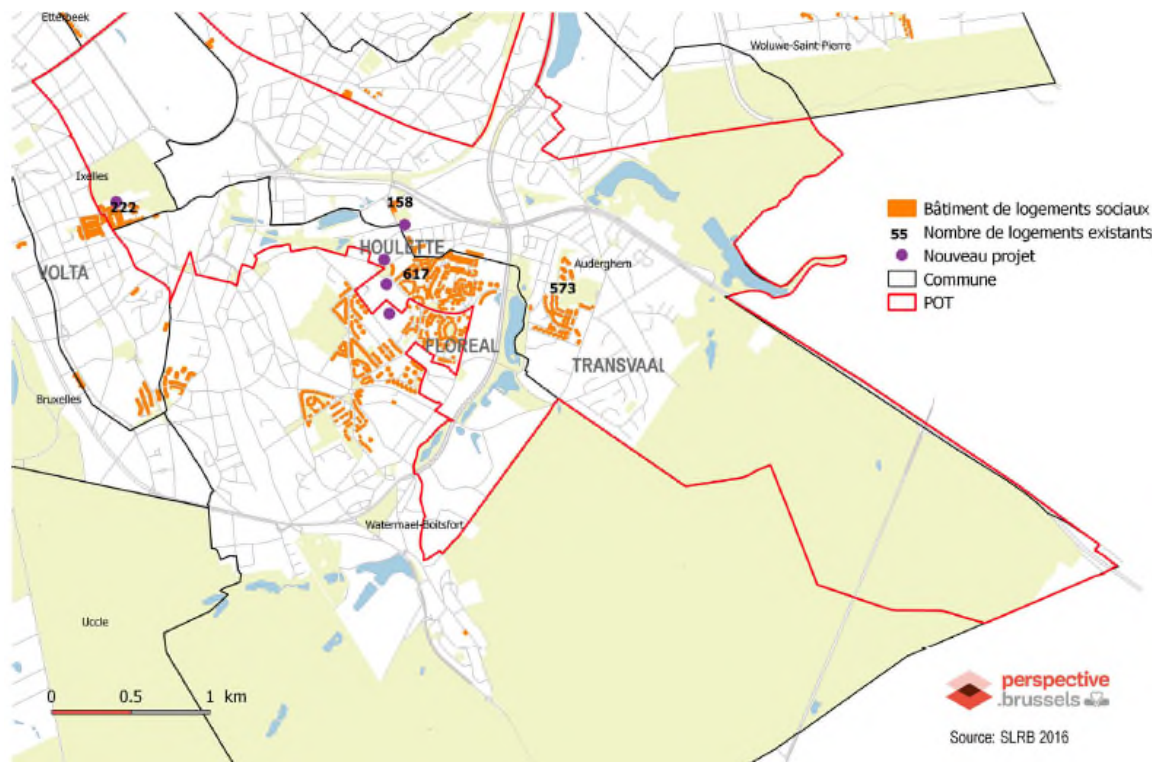 Etterbeek
Woluwe-Saint-Pierre
Ixelles
222
158
HOULETTE
VOLTA
617
Auderghem
573
FLOREAL
TRANSVAAL
Bruxelles
Watermael-Boitsfort
Uccle
Bâtiment de logements sociaux
55 Nombre de logements existants
Nouveau projet
Commune
POT
0 0.5 1 km
perspective
.brussels
Source: SLRB 2016